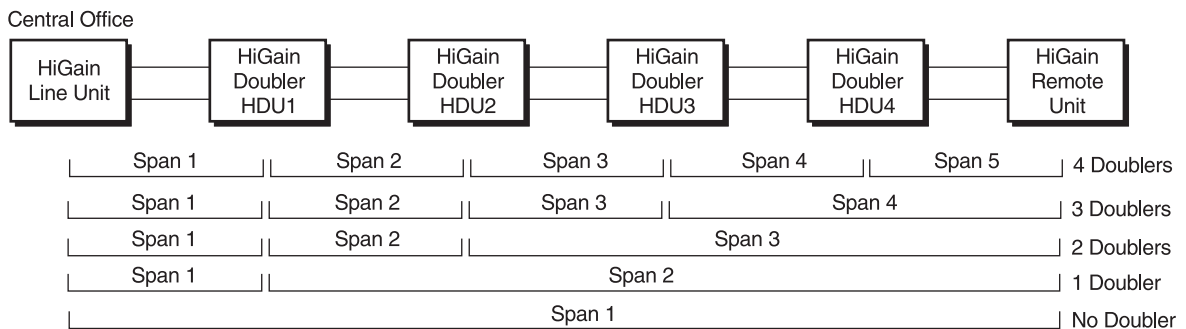 Central Office
HiGain
Line Unit
HiGain
Doubler
HDU1
HiGain
Doubler
HDU2
HiGain
Doubler
HDU3
HiGain
Doubler
HDU4
HiGain
Remote
Unit
Span 1 Span 2 Span 3 Span 4 Span 5 4 Doublers
Span 1 Span 2 Span 3 Span 4 3 Doublers
Span 1 Span 2 Span 3 2 Doublers
Span 1 Span 2 1 Doubler
Span 1 No Doubler